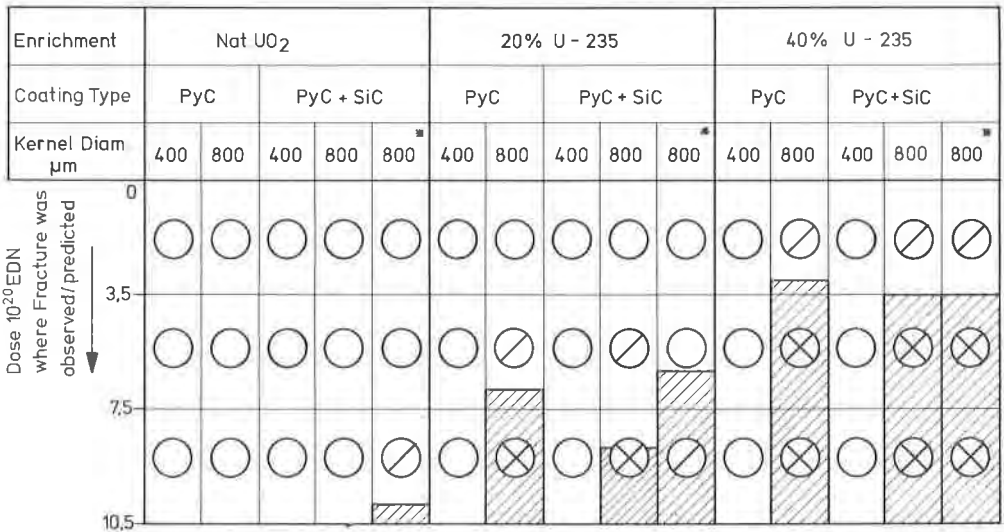 Enrichment Nat UO2 20% U - 235 40% U - 235
Coating Type PyC PyC + SiC PyC PyC + SiC PyC PyC+SiC
Kernel Diam
µm
400 800 400 800 800* 400 800 400 800 800* 400 800 400 800 800*
Dose 10²⁰ EDN
where Fracture was
observed/predicted
0
3,5
7,5
10,5